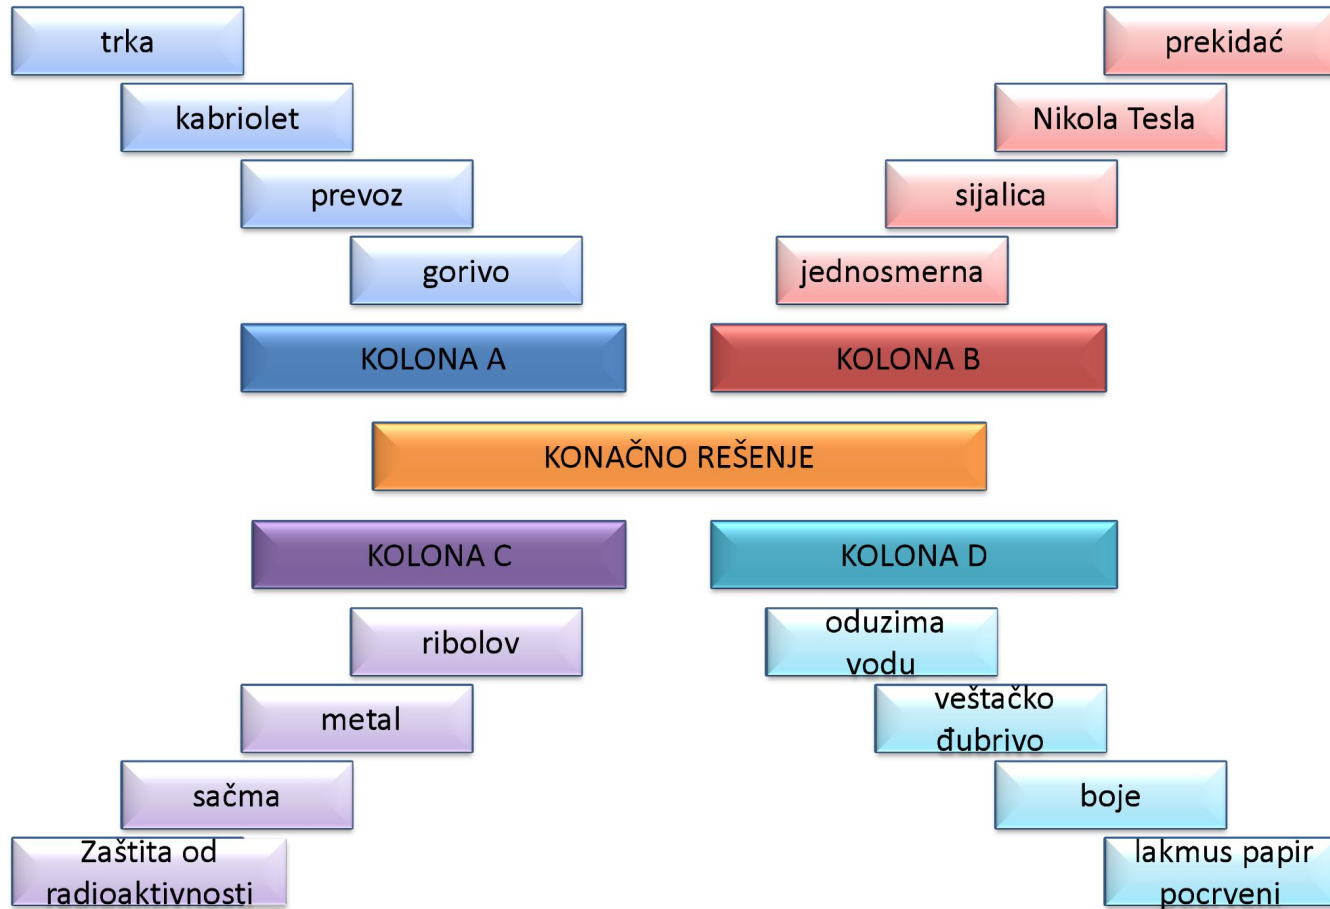 trka
kabriolet
prevoz
gorivo
KOLONA A
prekidać
Nikola Tesla
sijalica
jednosmerna
KOLONA B
KONAČNO REŠENJE
KOLONA C
ribolov
metal
sačma
Zaštita od
radioaktivnosti
KOLONA D
oduzima
vodu
veštačko
đubrivo
boje
lakmus papir
pocrveni